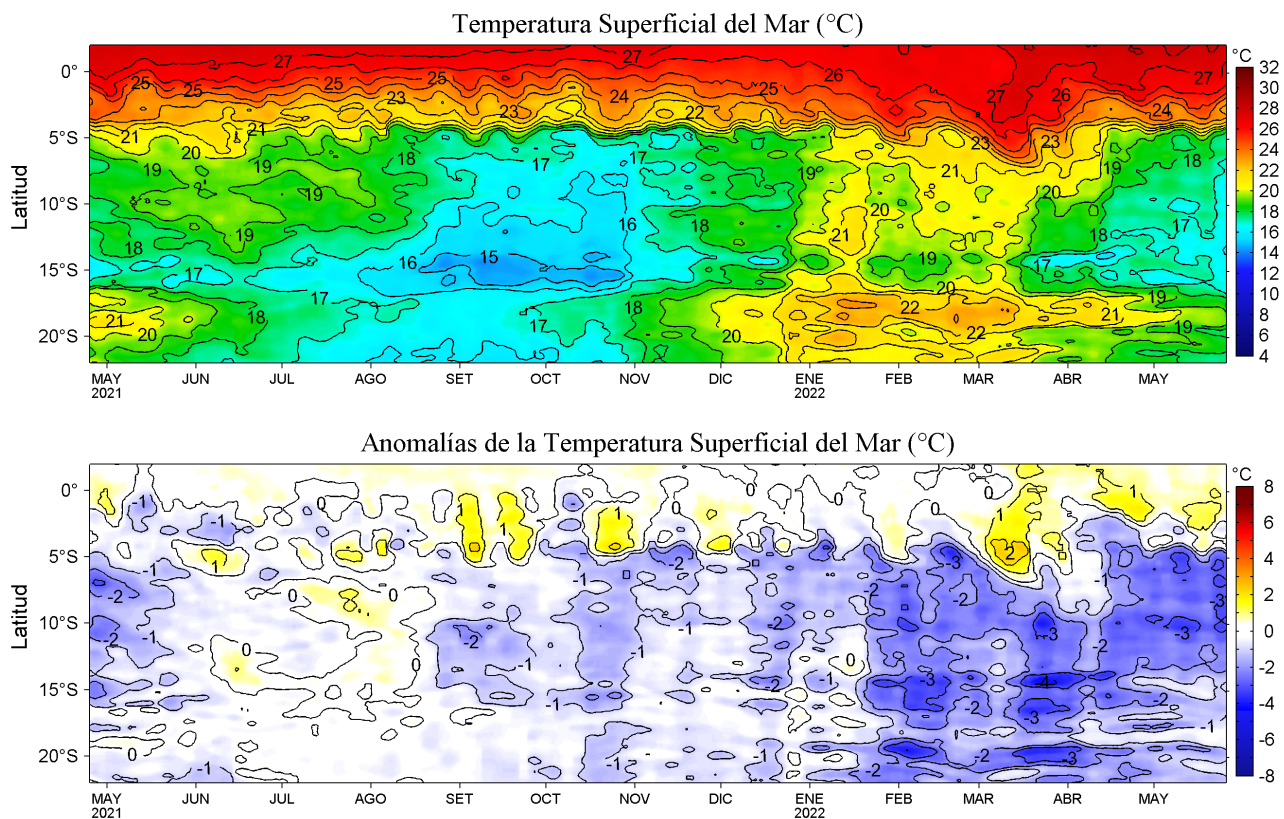 Temperatura Superficial del Mar (°C)
°C
32
30
28
26
24
22
20
18
16
14
12
10
8
6
4
Latitud
0°
5°S
10°S
15°S
20°S
27 27 26 27
25 25 25 25 26
25 24 27 24
23 23 22 23 23
21 21
20 18 17 17 19 21 18
19 19 20
19 20
18 19 16 18 21 18 17
17 16 15 19 17
17 18 20 19
21 18 22 21
20 17 20 22 19
MAY JUN JUL AGO SET OCT NOV DIC ENE FEB MAR ABR MAY
2021 2022
Anomalías de la Temperatura Superficial del Mar (°C)
°C
8
6
4
2
0
-2
-4
-6
-8
Latitud
0°
5°S
10°S
15°S
20°S
0 0 0 1
-1 1 1 0 1
-1 2
1 -1 -2 -1 -3
-2 0 0 -2 -1 -3
-2 -1 -2 -1 -2 -3 -2 -3
0 0 -1 0
-2 -1 -3 -4 -2
-2 -3 -1
0 -1 -1 -2 -2 -3 -2
MAY JUN JUL AGO SET OCT NOV DIC ENE FEB MAR ABR MAY
2021 2022